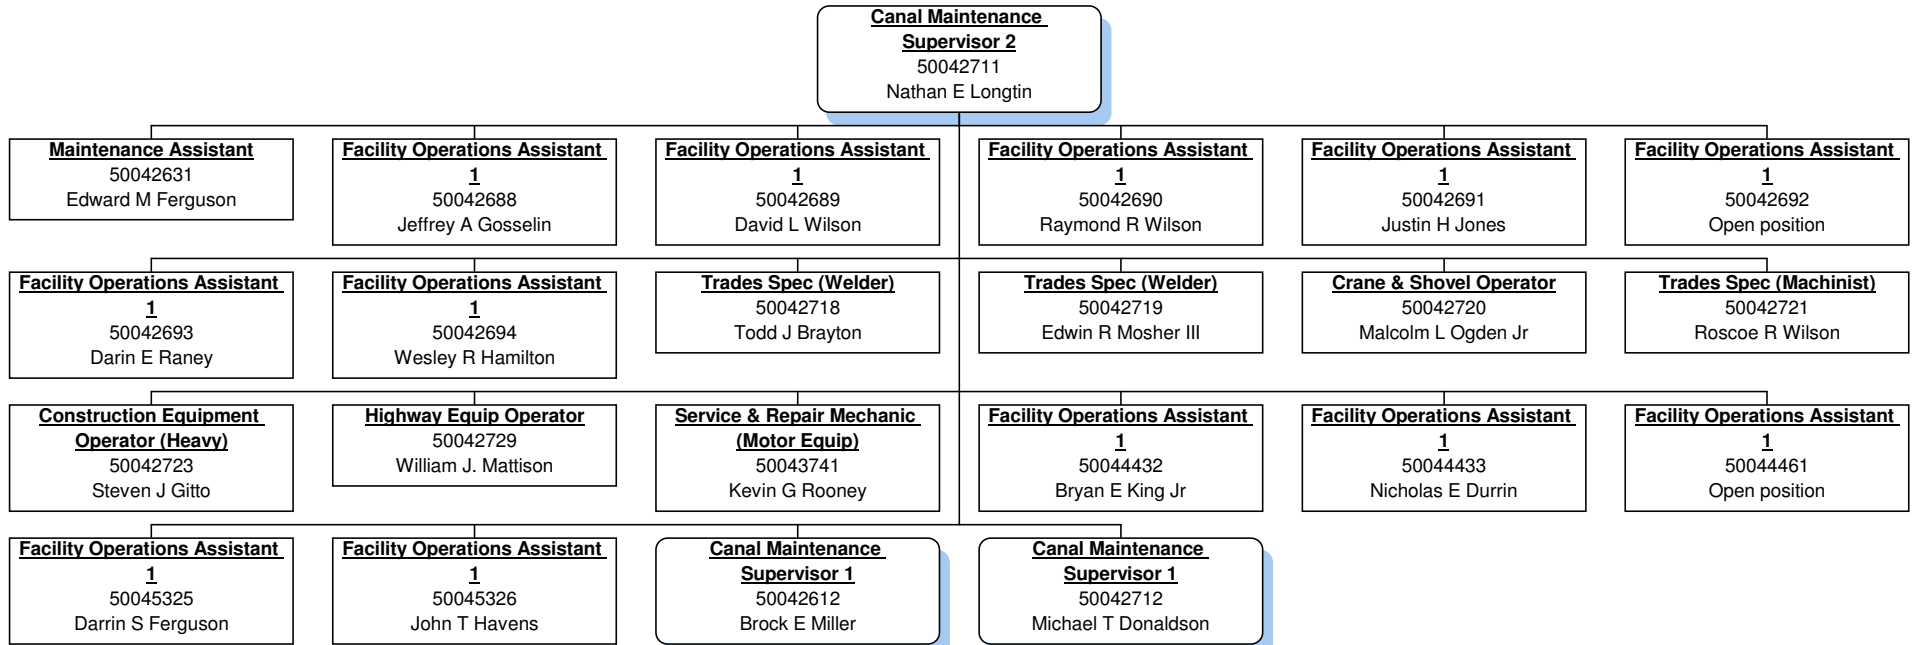 Canal Maintenance
Supervisor 2
50042711
Nathan E Longtin
Maintenance Assistant
50042631
Edward M Ferguson
Facility Operations Assistant
1
50042688
Jeffrey A Gosselin
Facility Operations Assistant
1
50042689
David L Wilson
Facility Operations Assistant
1
50042690
Raymond R Wilson
Facility Operations Assistant
1
50042691
Justin H Jones
Facility Operations Assistant
1
50042692
Open position
Facility Operations Assistant
1
50042693
Darin E Raney
Facility Operations Assistant
1
50042694
Wesley R Hamilton
Trades Spec (Welder)
50042718
Todd J Brayton
Trades Spec (Welder)
50042719
Edwin R Mosher III
Crane & Shovel Operator
50042720
Malcolm L Ogden Jr
Trades Spec (Machinist)
50042721
Roscoe R Wilson
Construction Equipment
Operator (Heavy)
50042723
Steven J Gitto
Highway Equip Operator
50042729
William J. Mattison
Service & Repair Mechanic
(Motor Equip)
50043741
Kevin G Rooney
Facility Operations Assistant
1
50044432
Bryan E King Jr
Facility Operations Assistant
1
50044433
Nicholas E Durrin
Facility Operations Assistant
1
50044461
Open position
Facility Operations Assistant
1
50045325
Darrin S Ferguson
Facility Operations Assistant
1
50045326
John T Havens
Canal Maintenance
Supervisor 1
50042612
Brock E Miller
Canal Maintenance
Supervisor 1
50042712
Michael T Donaldson